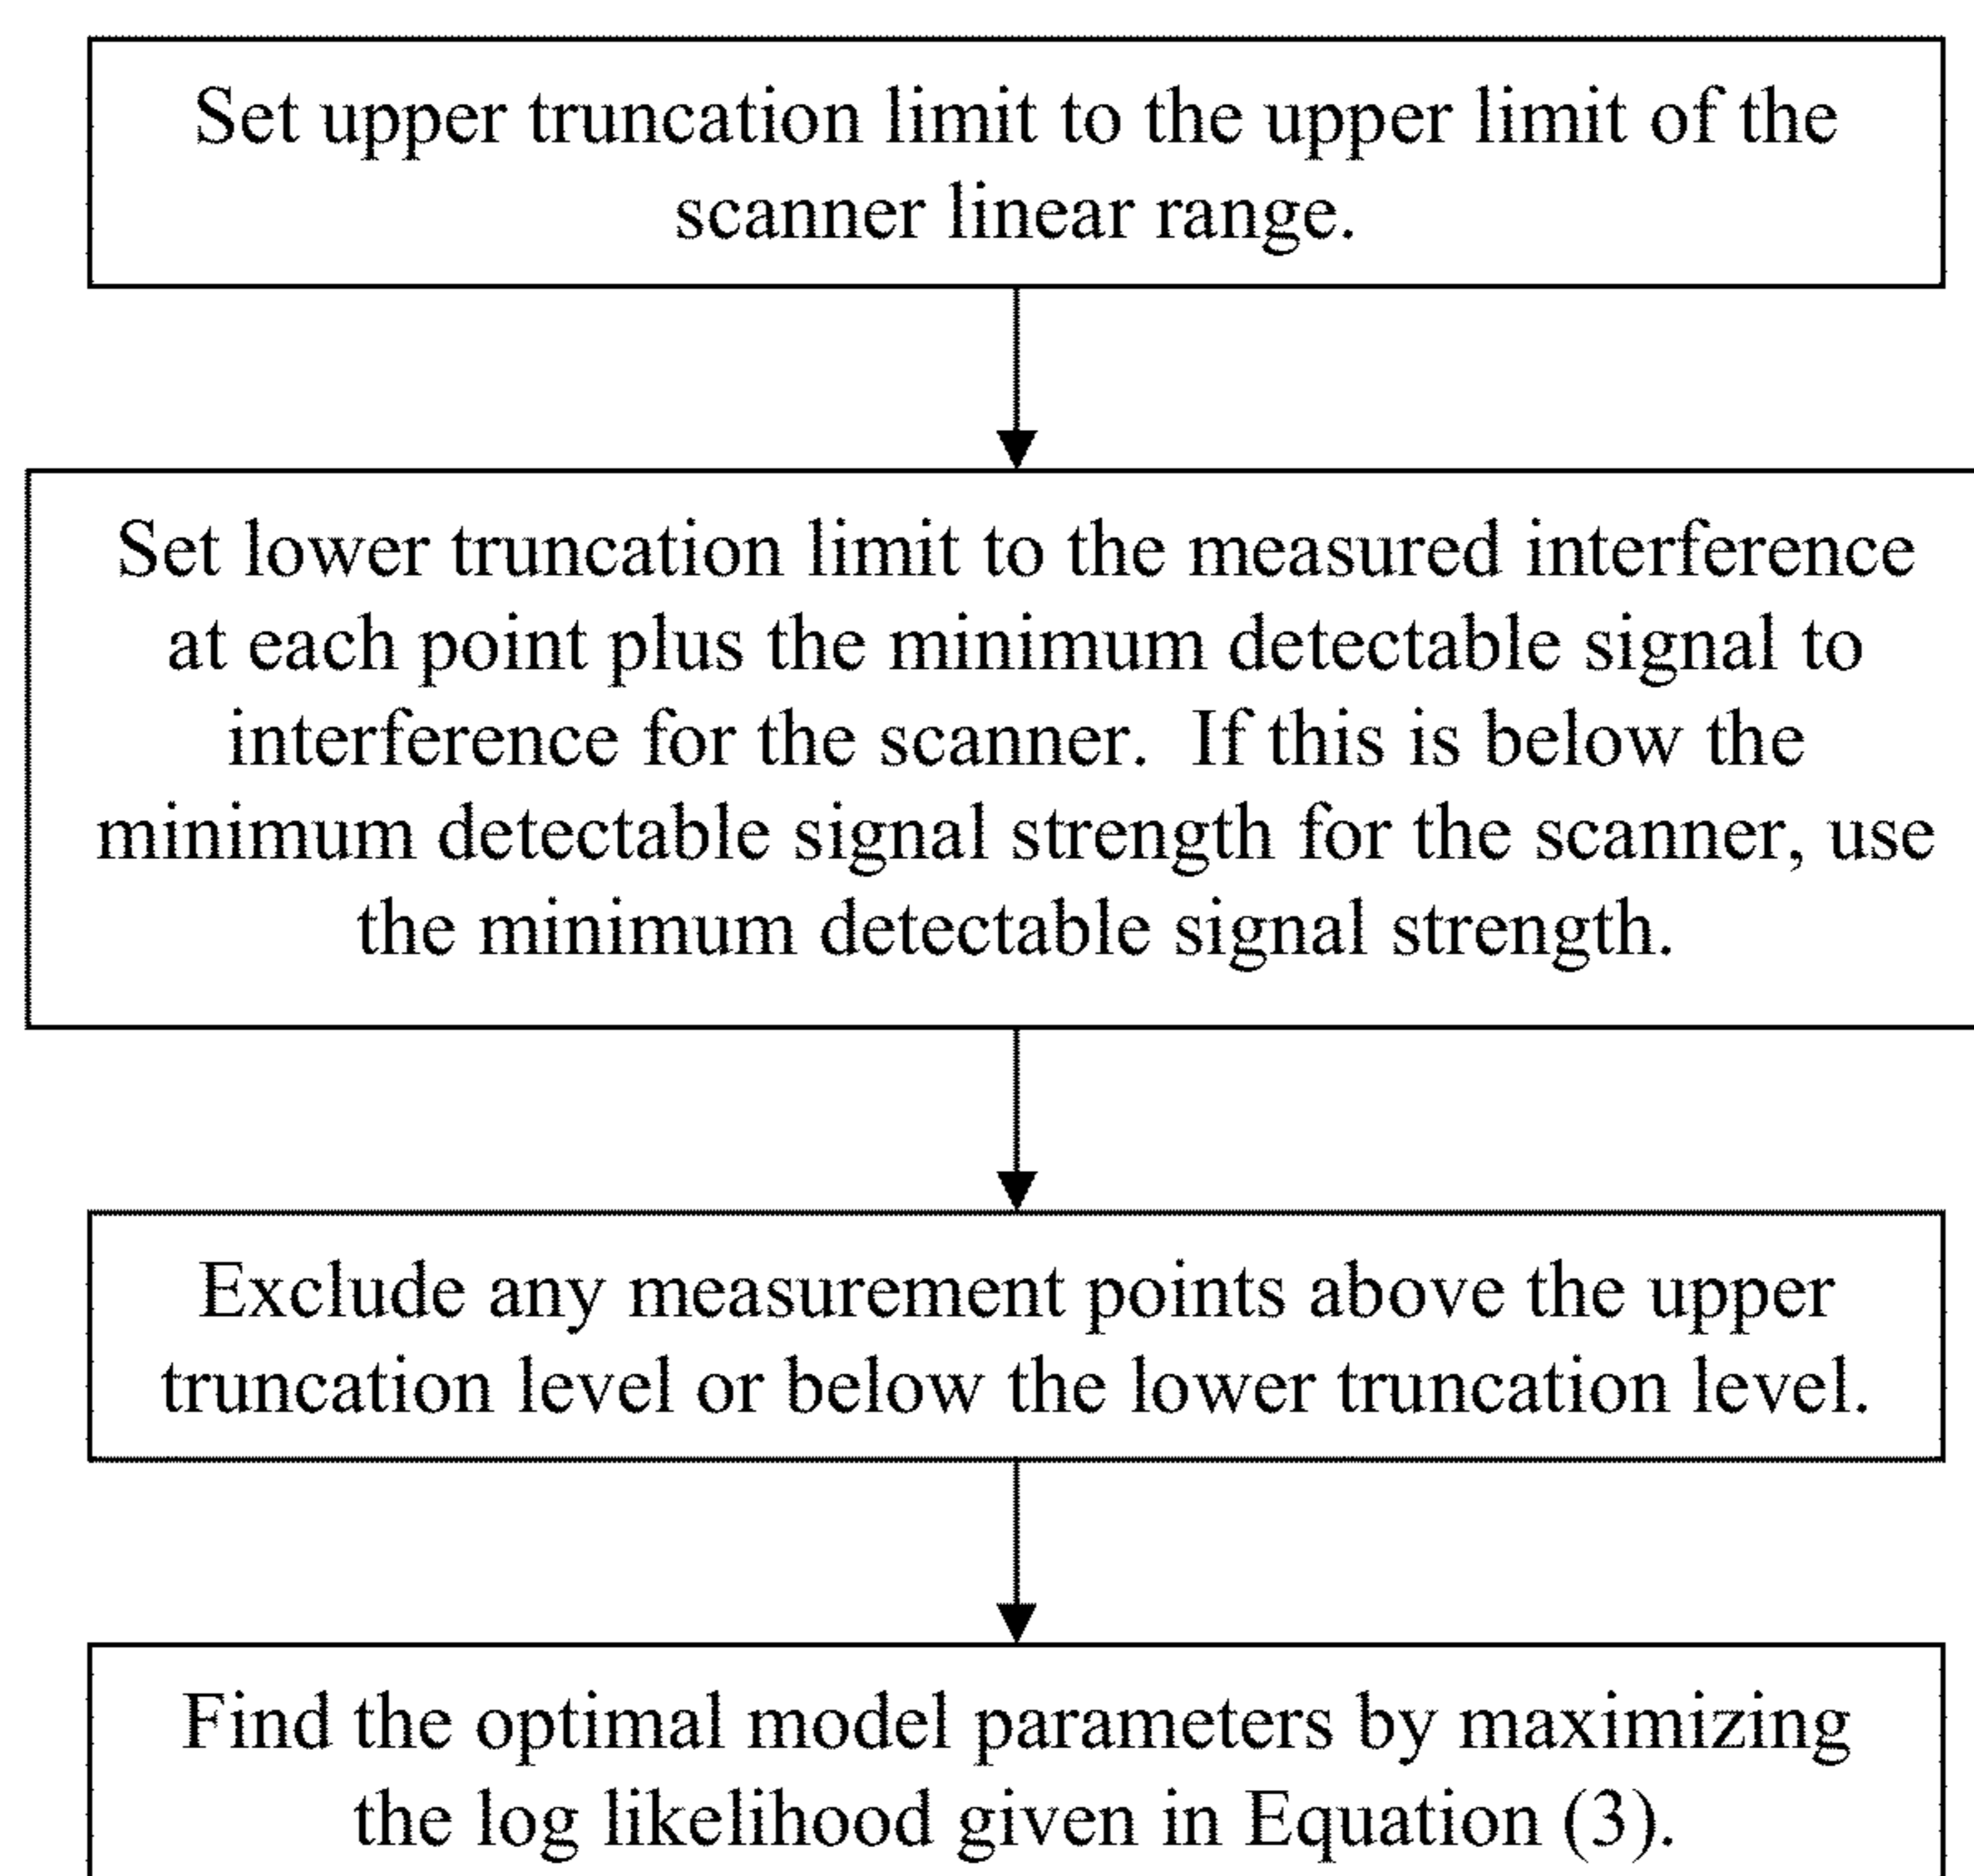 Set upper truncation limit to the upper limit of the
scanner linear range.
Set lower truncation limit to the measured interference
at each point plus the minimum detectable signal to
interference for the scanner.  If this is below the
minimum detectable signal strength for the scanner, use
the minimum detectable signal strength.
Exclude any measurement points above the upper
truncation level or below the lower truncation level.
Find the optimal model parameters by maximizing
the log likelihood given in Equation (3).